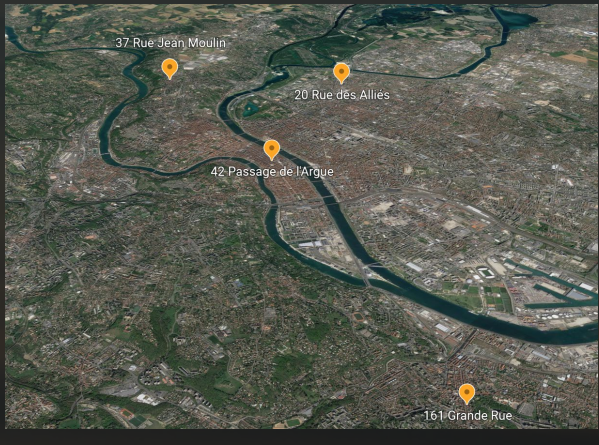 37 Rue Jean Moulin
20 Rue des Alliés
42 Passage de l'Argue
161 Grande Rue